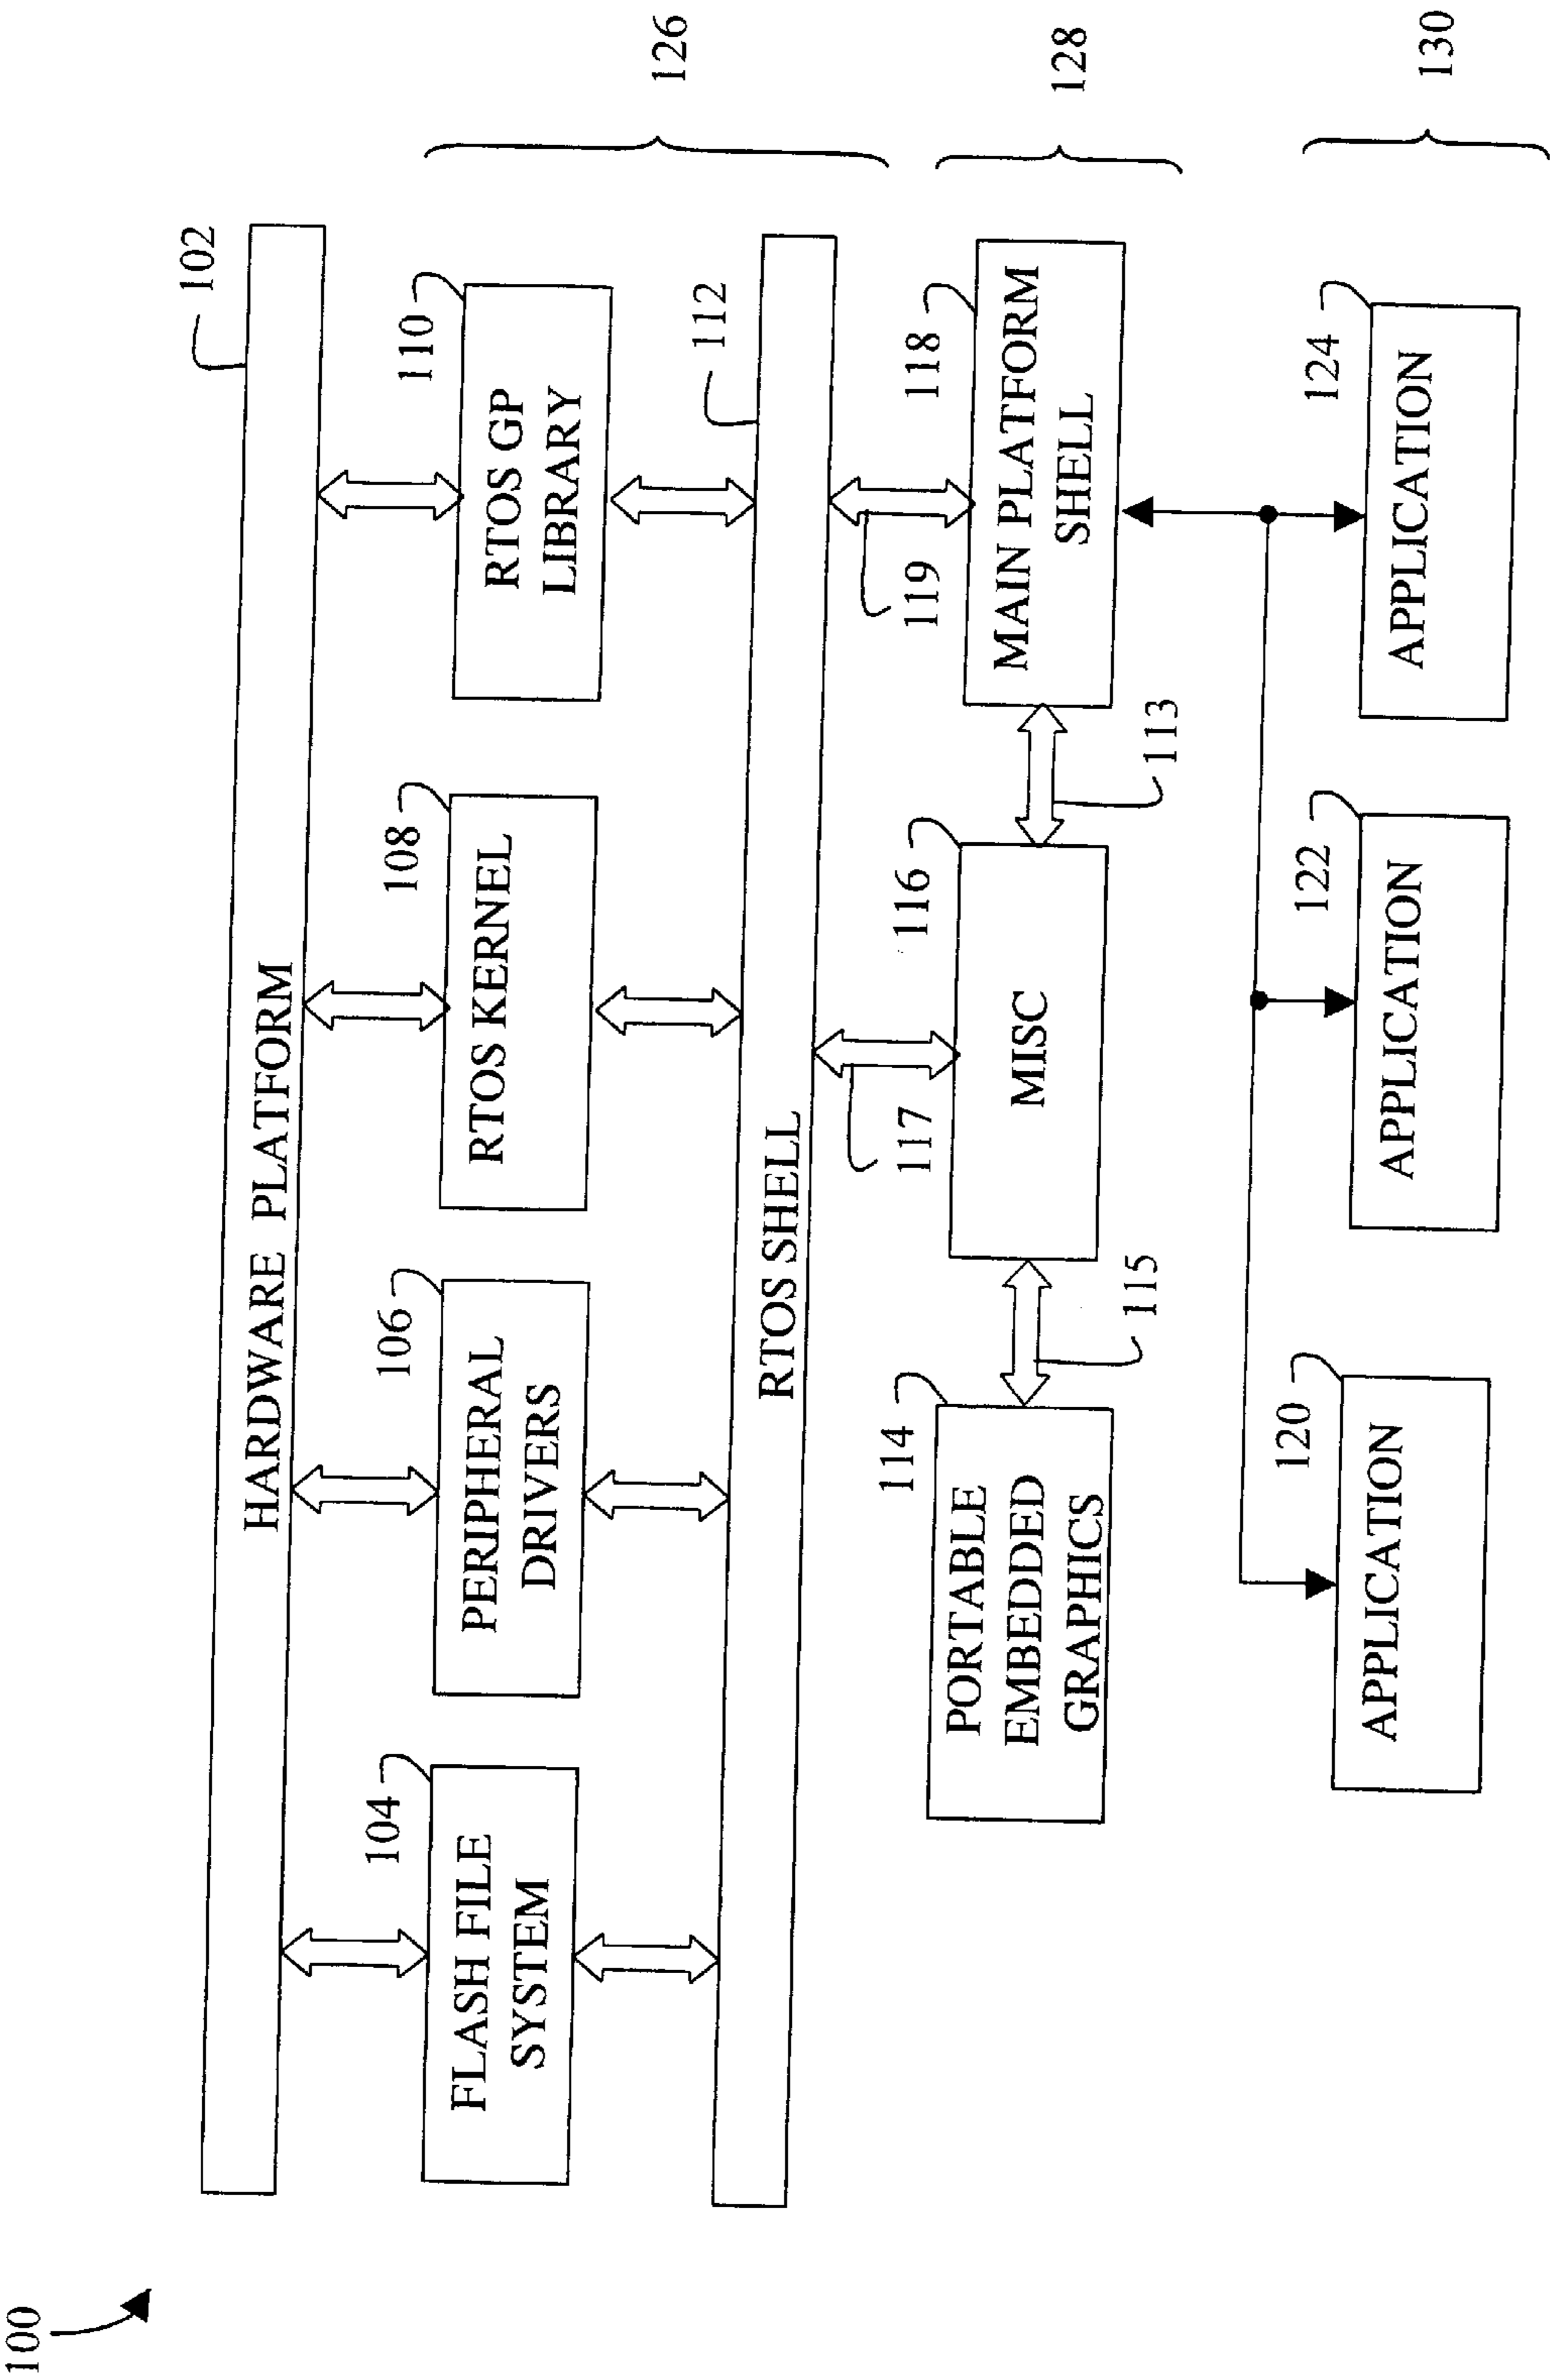 100
102
HARDWARE PLATFORM
104
106
108
110
FLASH FILE
SYSTEM
PERIPHERAL
DRIVERS
RTOS KERNEL
RTOS GP
LIBRARY
126
112
RTOS SHELL
117
119
114
116
118
PORTABLE
EMBEDDED
GRAPHICS
MISC
MAIN PLATFORM
SHELL
128
115
113
120
122
124
APPLICATION
APPLICATION
APPLICATION
130